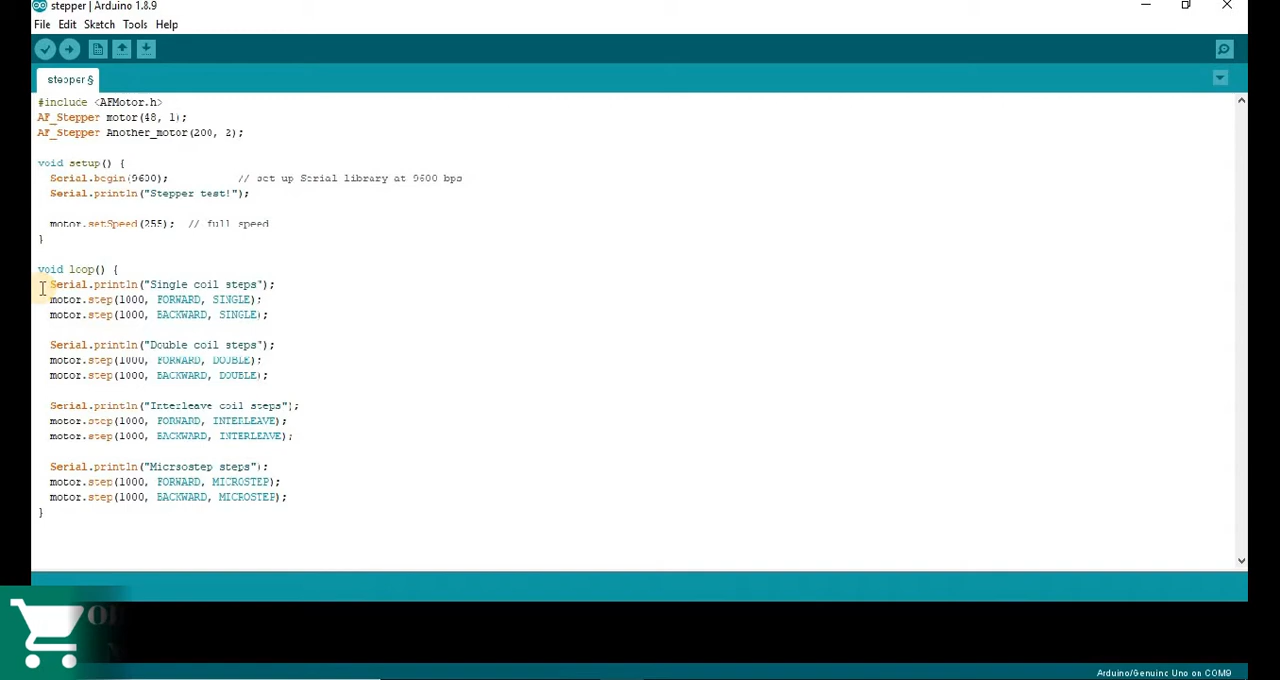 stepper | Arduino 1.8.9
File Edit Sketch Tools Help
stepper §
#include <AFMotor.h>
AF_Stepper motor(48, 1);
AF_Stepper Another_motor(200, 2);
void setup() {
Serial.begin(9600); // set up Serial library at 9600 bps
Serial.println("Stepper test!");
motor.setSpeed(255); // full speed
}
void loop() {
Serial.println("Single coil steps");
motor.step(1000, FORWARD, SINGLE);
motor.step(1000, BACKWARD, SINGLE);
Serial.println("Double coil steps");
motor.step(1000, FORWARD, DOUBLE);
motor.step(1000, BACKWARD, DOUBLE);
Serial.println("Interleave coil steps");
motor.step(1000, FORWARD, INTERLEAVE);
motor.step(1000, BACKWARD, INTERLEAVE);
Serial.println("Micrsostep steps");
motor.step(1000, FORWARD, MICROSTEP);
motor.step(1000, BACKWARD, MICROSTEP);
}
Arduino/Genuino Uno on COM9